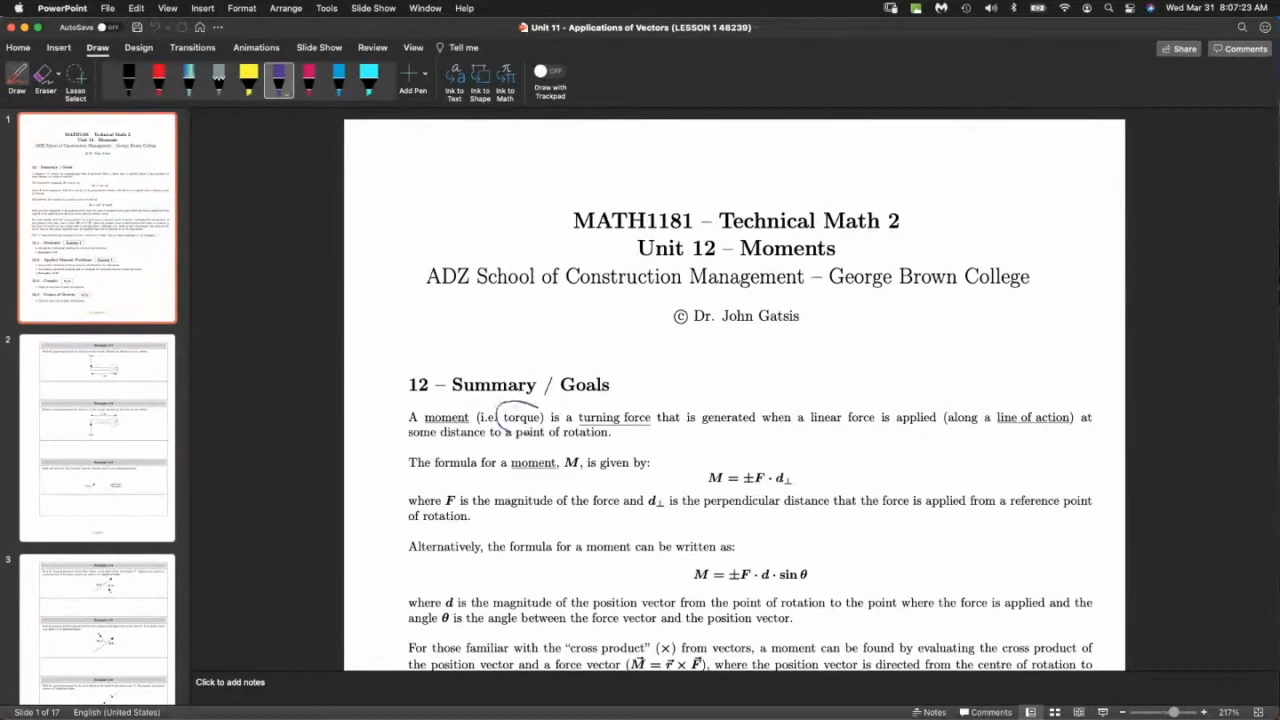 PowerPoint File Edit View Insert Format Arrange Tools Slide Show Window Help Wed Mar 31 8:07:23 AM
AutoSave OFF Unit 11 – Applications of Vectors (LESSON 1 48239)
Home Insert Draw Design Transitions Animations Slide Show Review View Tell me Share Comments
Draw Eraser Lasso Select Add Pen Ink to Text Ink to Shape Ink to Math OFF Draw with Trackpad
1
2
3
MATH1181 – Technical Math 2
Unit 12 – Moments
ADZ School of Construction Management – George Brown College
© Dr. John Gatsis
12 – Summary / Goals
A moment (i.e. torque) is a turning force that is generated when a linear force is applied (along a line of action) at
some distance to a point of rotation.
The formula for a moment, M, is given by:
M = ±F · d⊥
where F is the magnitude of the force and d⊥ is the perpendicular distance that the force is applied from a reference point
of rotation.
Alternatively, the formula for a moment can be written as:
M = ±F · d · sin θ
where d is the magnitude of the position vector from the point of rotation to the point where the force is applied and the
angle θ is the angle between the force vector and the position vector.
For those familiar with the “cross product” (×) from vectors, a moment can be found by evaluating the cross product of
the position vector and a force vector (M⃗ = r⃗ × F⃗), where the position vector is directed from the centre of rotation to
Click to add notes
Slide 1 of 17 English (United States) Notes Comments 217%